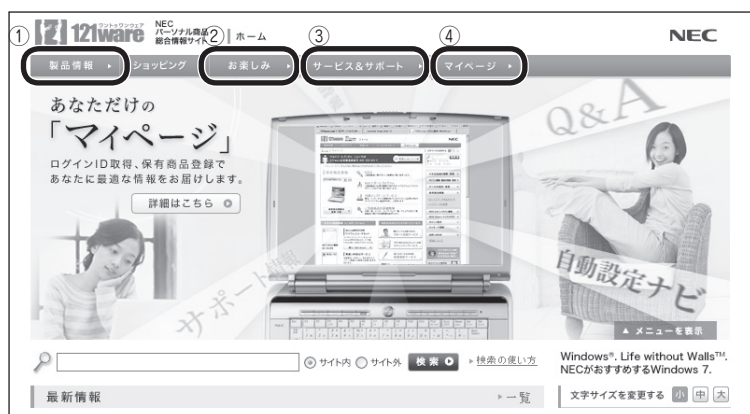 ① 121ware
ワントゥワンウェア
NEC
パーソナル商品
総合情報サイト
② ホーム
③
④
NEC
製品情報
ショッピング
お楽しみ
サービス&サポート
マイページ
あなただけの
「マイページ」
ログインID取得、保有商品登録で
あなたに最適な情報をお届けします。
詳細はこちら
Q&A
サポート情報
自動設定ナビ
▲ メニューを表示
サイト内 サイト外 検索 検索の使い方
Windows®. Life without Walls™.
NECがおすすめするWindows 7.
最新情報 一覧
文字サイズを変更する 小 中 大